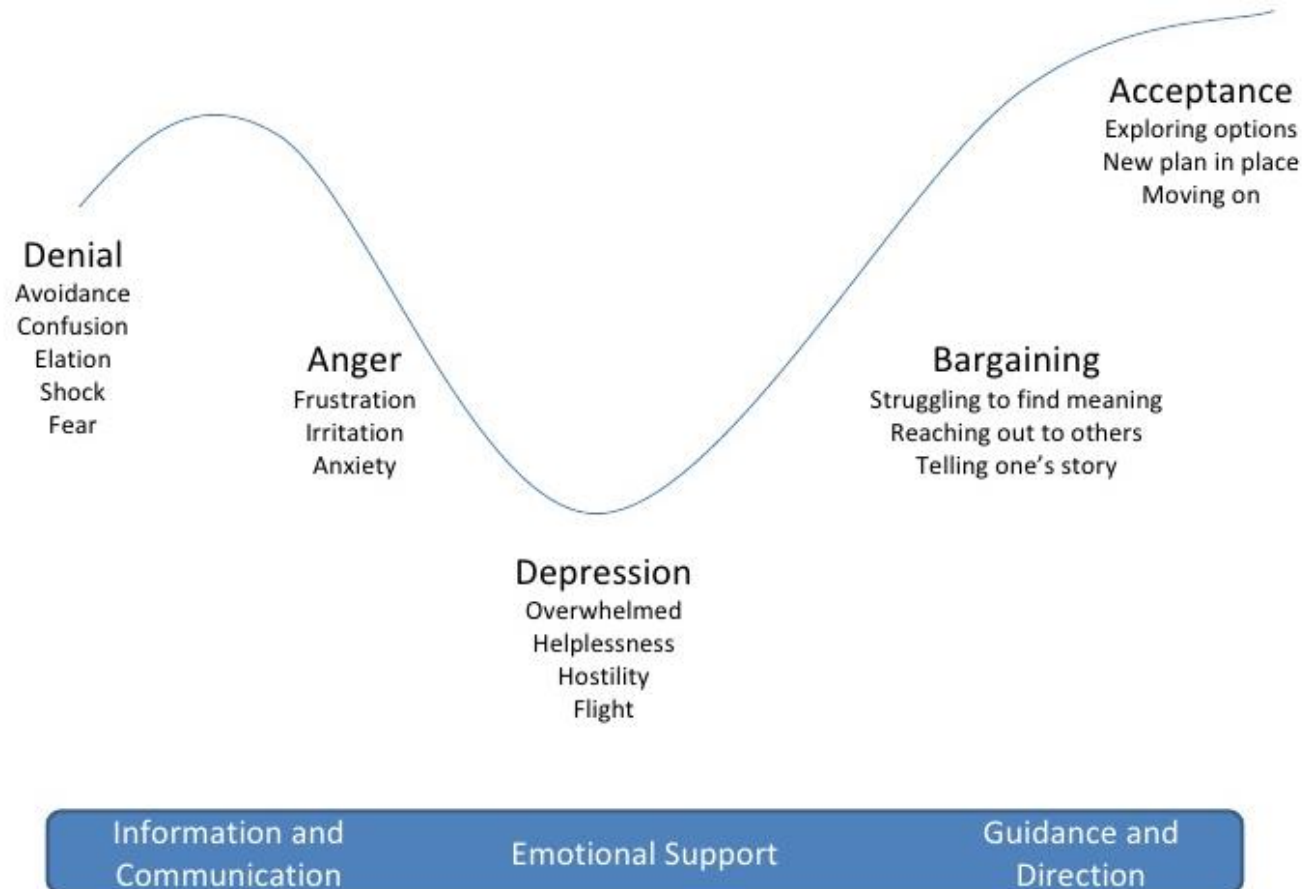 Denial
Avoidance
Confusion
Elation
Shock
Fear
Anger
Frustration
Irritation
Anxiety
Depression
Overwhelmed
Helplessness
Hostility
Flight
Bargaining
Struggling to find meaning
Reaching out to others
Telling one’s story
Acceptance
Exploring options
New plan in place
Moving on
Information and
Communication
Emotional Support
Guidance and
Direction